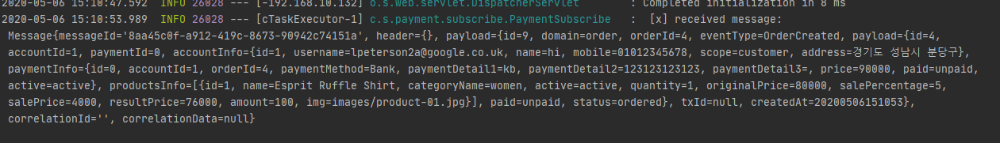 2020-05-06 15:10:47.592  INFO 26028 --- [-192.168.10.132] o.s.web.servlet.DispatcherServlet        : Completed initialization in 8 ms
2020-05-06 15:10:53.989  INFO 26028 --- [cTaskExecutor-1] c.s.payment.subscribe.PaymentSubscribe   :  [x] received message:
Message{messageId='8aa45c0f-a912-419c-8673-90942c74151a', header={}, payload={id=9, domain=order, orderId=4, eventType=OrderCreated, payload={id=4,
accountId=1, paymentId=0, accountInfo={id=1, username=lpeterson2a@google.co.uk, name=hi, mobile=01012345678, scope=customer, address=경기도 성남시 분당구},
paymentInfo={id=0, accountId=1, orderId=4, paymentMethod=Bank, paymentDetail1=kb, paymentDetail2=123123123123, paymentDetail3=, price=90000, paid=unpaid,
active=active}, productsInfo=[{id=1, name=Esprit Ruffle Shirt, categoryName=women, active=active, quantity=1, originalPrice=80000, salePercentage=5,
salePrice=4000, resultPrice=76000, amount=100, img=images/product-01.jpg}], paid=unpaid, status=ordered}, txId=null, createdAt=20200506151053},
correlationId='', correlationData=null}